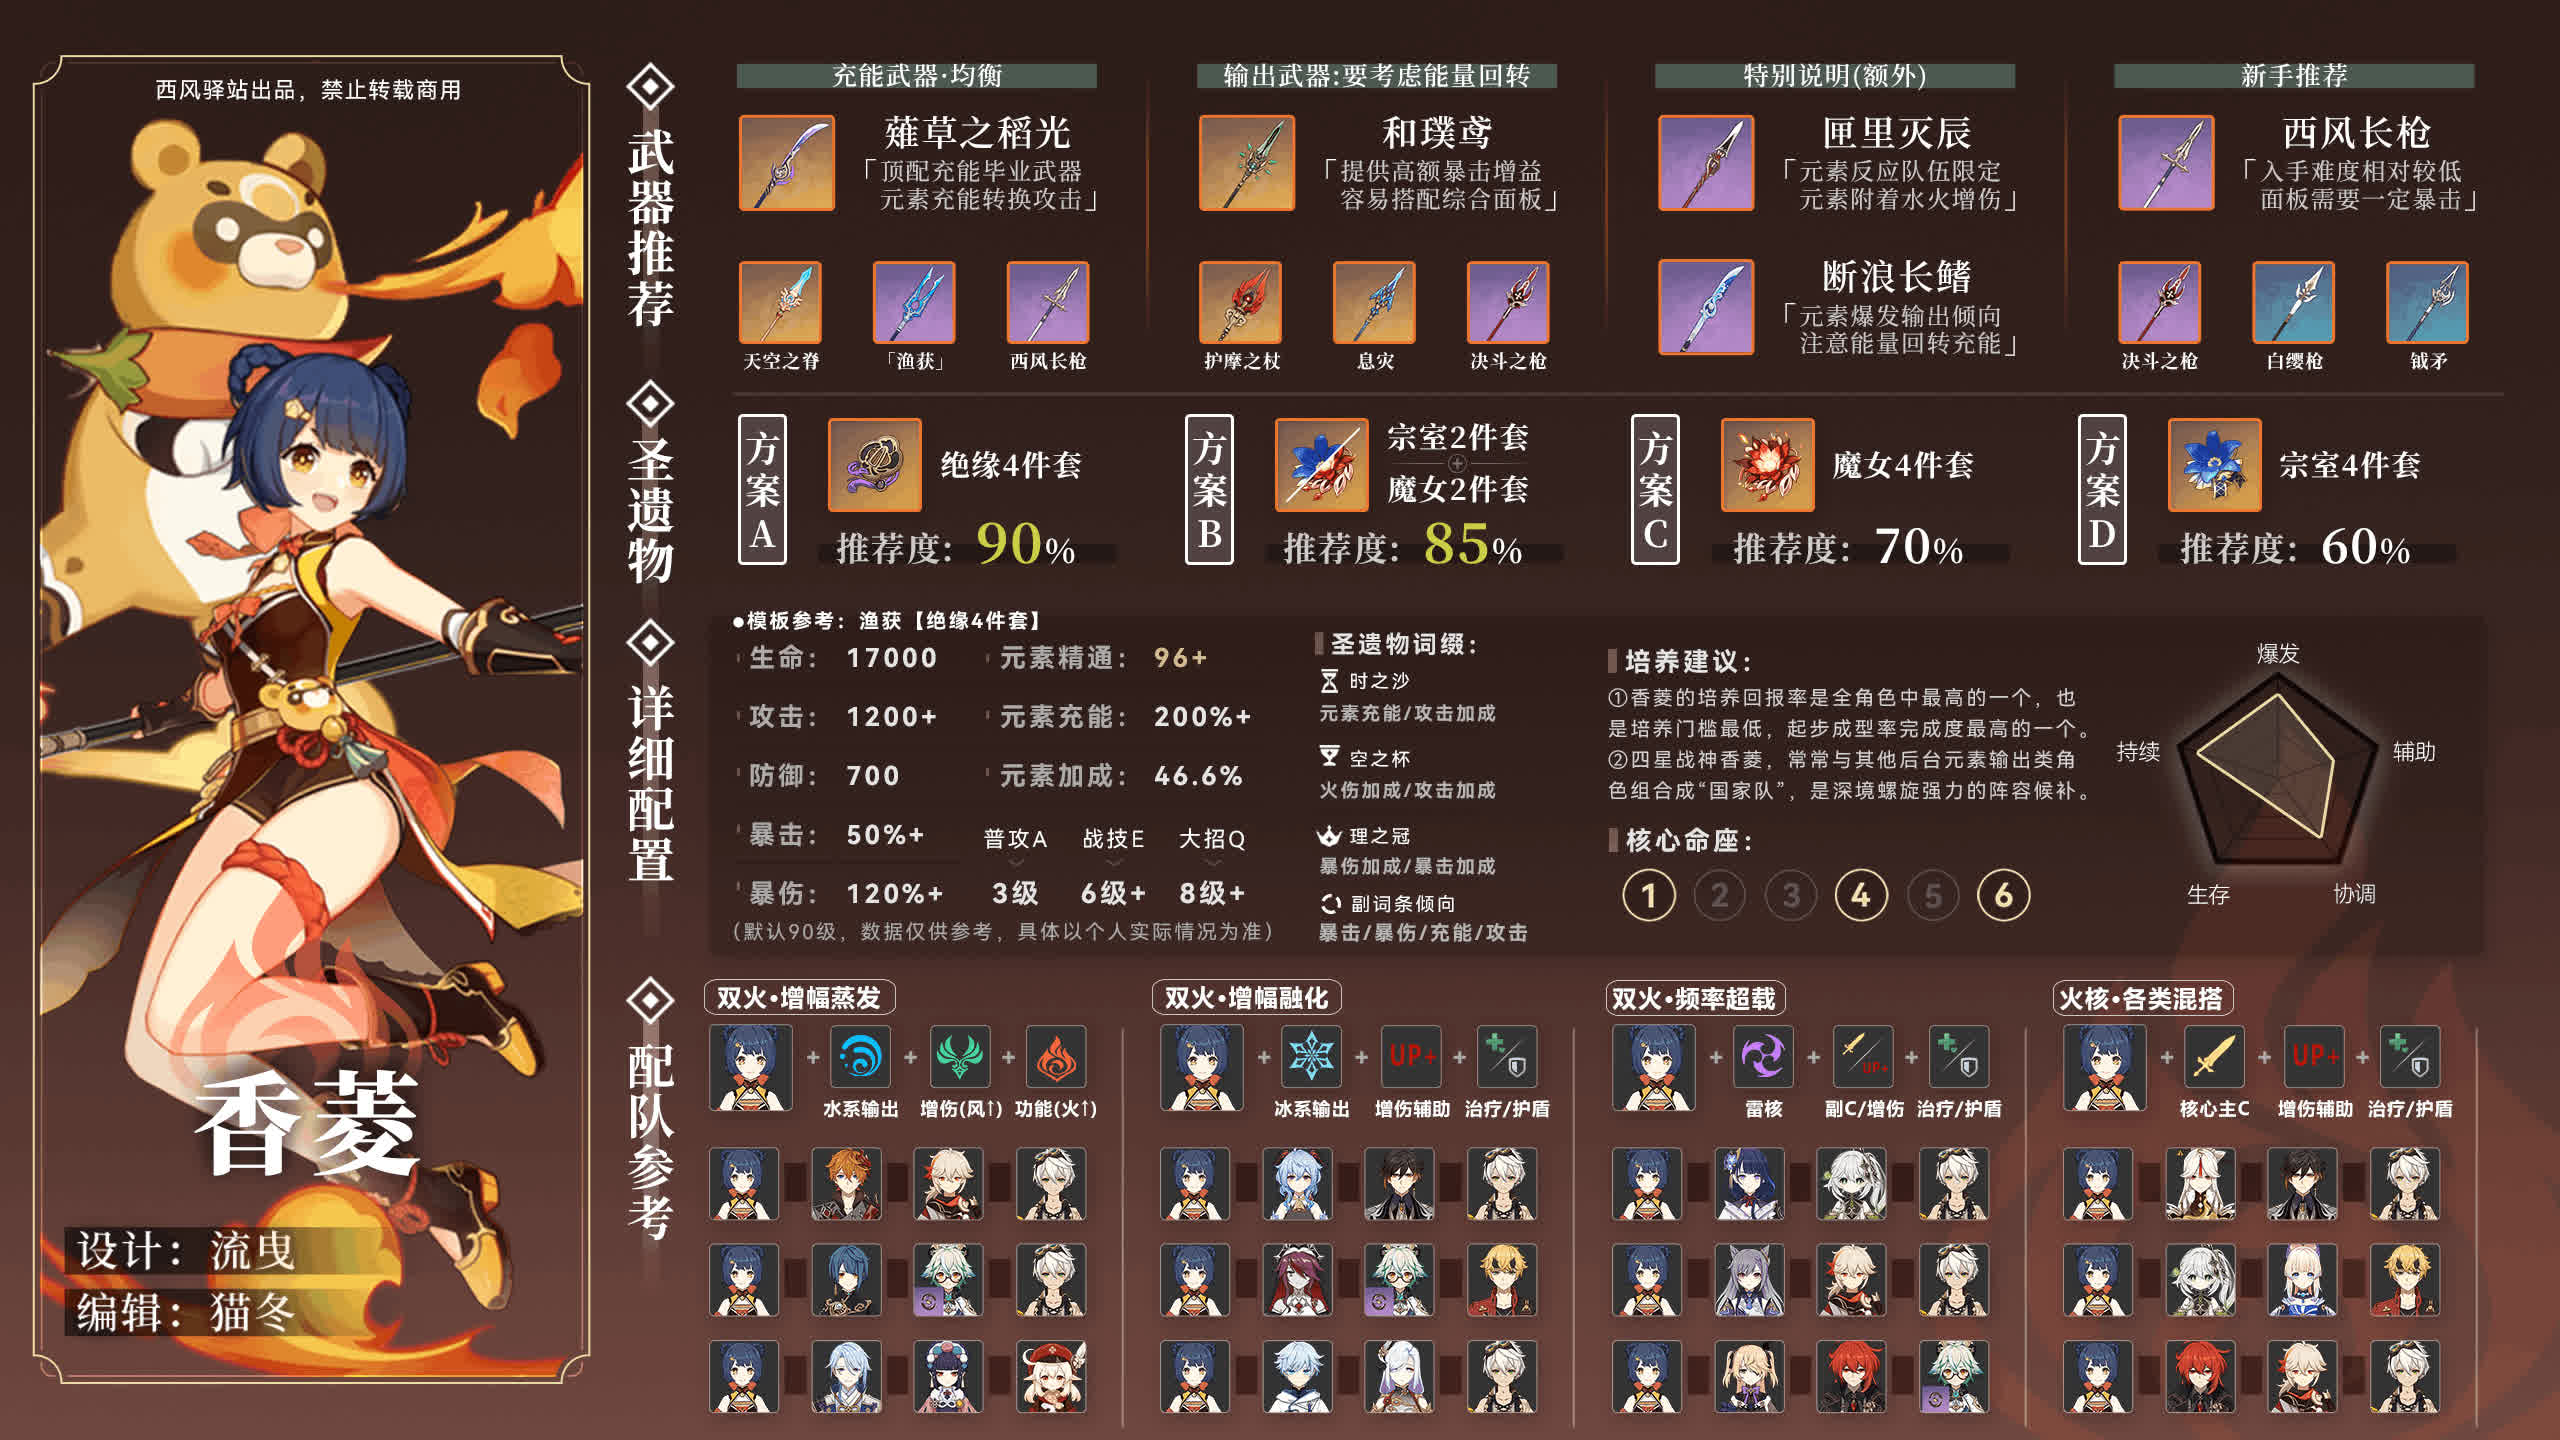 西风驿站出品，禁止转载商用
香菱
设计：流曳
编辑：猫冬
武器推荐
充能武器·均衡
薙草之稻光
「顶配充能毕业武器
元素充能转换攻击」
天空之脊
「渔获」
西风长枪
输出武器:要考虑能量回转
和璞鸢
「提供高额暴击增益
容易搭配综合面板」
护摩之杖
息灾
决斗之枪
特别说明(额外)
匣里灭辰
「元素反应队伍限定
元素附着水火增伤」
断浪长鳍
「元素爆发输出倾向
注意能量回转充能」
新手推荐
西风长枪
「入手难度相对较低
面板需要一定暴击」
决斗之枪
白缨枪
钺矛
圣遗物
方案A
绝缘4件套
推荐度：90%
方案B
宗室2件套
魔女2件套
推荐度：85%
方案C
魔女4件套
推荐度：70%
方案D
宗室4件套
推荐度：60%
详细配置
●模板参考：渔获【绝缘4件套】
生命：17000
元素精通：96+
攻击：1200+
元素充能：200%+
防御：700
元素加成：46.6%
暴击：50%+
普攻A 战技E 大招Q
暴伤：120%+
3级 6级+ 8级+
(默认90级，数据仅供参考，具体以个人实际情况为准)
圣遗物词缀：
时之沙
元素充能/攻击加成
空之杯
火伤加成/攻击加成
理之冠
暴伤加成/暴击加成
副词条倾向
暴击/暴伤/充能/攻击
培养建议：
①香菱的培养回报率是全角色中最高的一个，也
是培养门槛最低，起步成型率完成度最高的一个。
②四星战神香菱，常常与其他后台元素输出类角
色组合成“国家队”，是深境螺旋强力的阵容候补。
核心命座：
1 2 3 4 5 6
爆发
持续
辅助
生存
协调
配队参考
双火·增幅蒸发
+ + +
水系输出 增伤(风↑) 功能(火↑)
双火·增幅融化
+ + UP+ +
冰系输出 增伤辅助 治疗/护盾
双火·频率超载
+ + UP+ +
雷核 副C/增伤 治疗/护盾
火核·各类混搭
+ + UP+ +
核心主C 增伤辅助 治疗/护盾